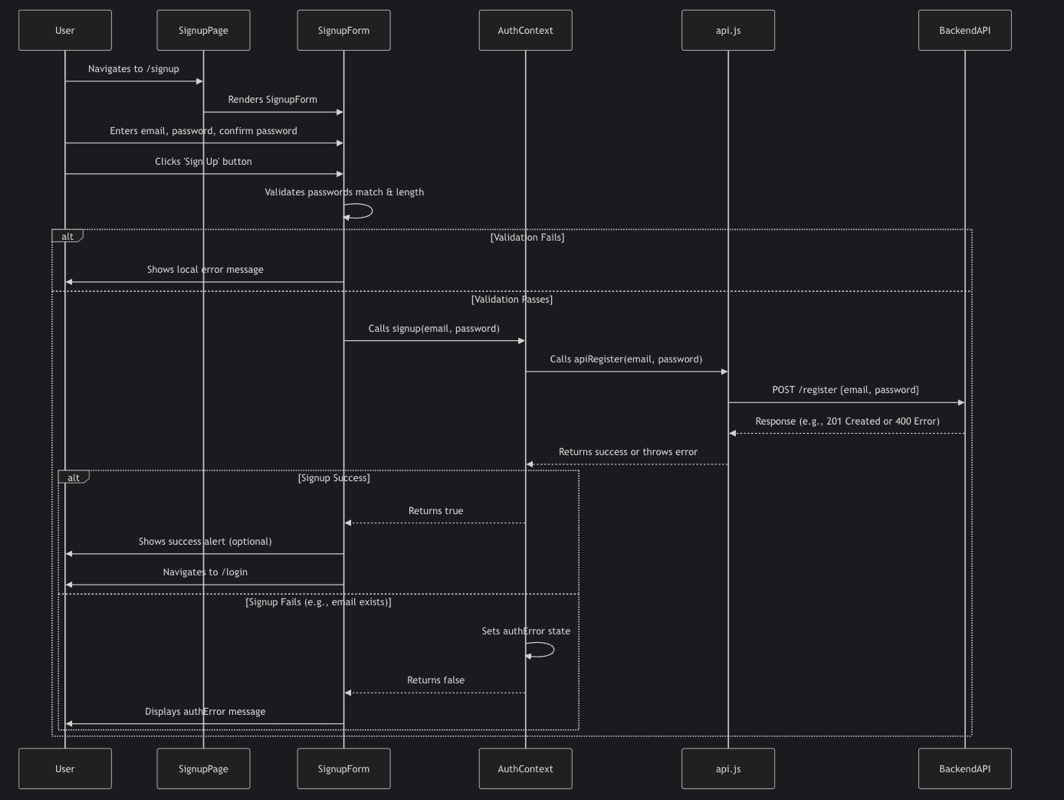 User SignupPage SignupForm AuthContext api.js BackendAPI
Navigates to /signup
Renders SignupForm
Enters email, password, confirm password
Clicks 'Sign Up' button
Validates passwords match & length
alt [Validation Fails]
Shows local error message
[Validation Passes]
Calls signup(email, password)
Calls apiRegister(email, password)
POST /register {email, password}
Response (e.g., 201 Created or 400 Error)
Returns success or throws error
alt [Signup Success]
Returns true
Shows success alert (optional)
Navigates to /login
[Signup Fails (e.g., email exists)]
Sets authError state
Returns false
Displays authError message
User SignupPage SignupForm AuthContext api.js BackendAPI